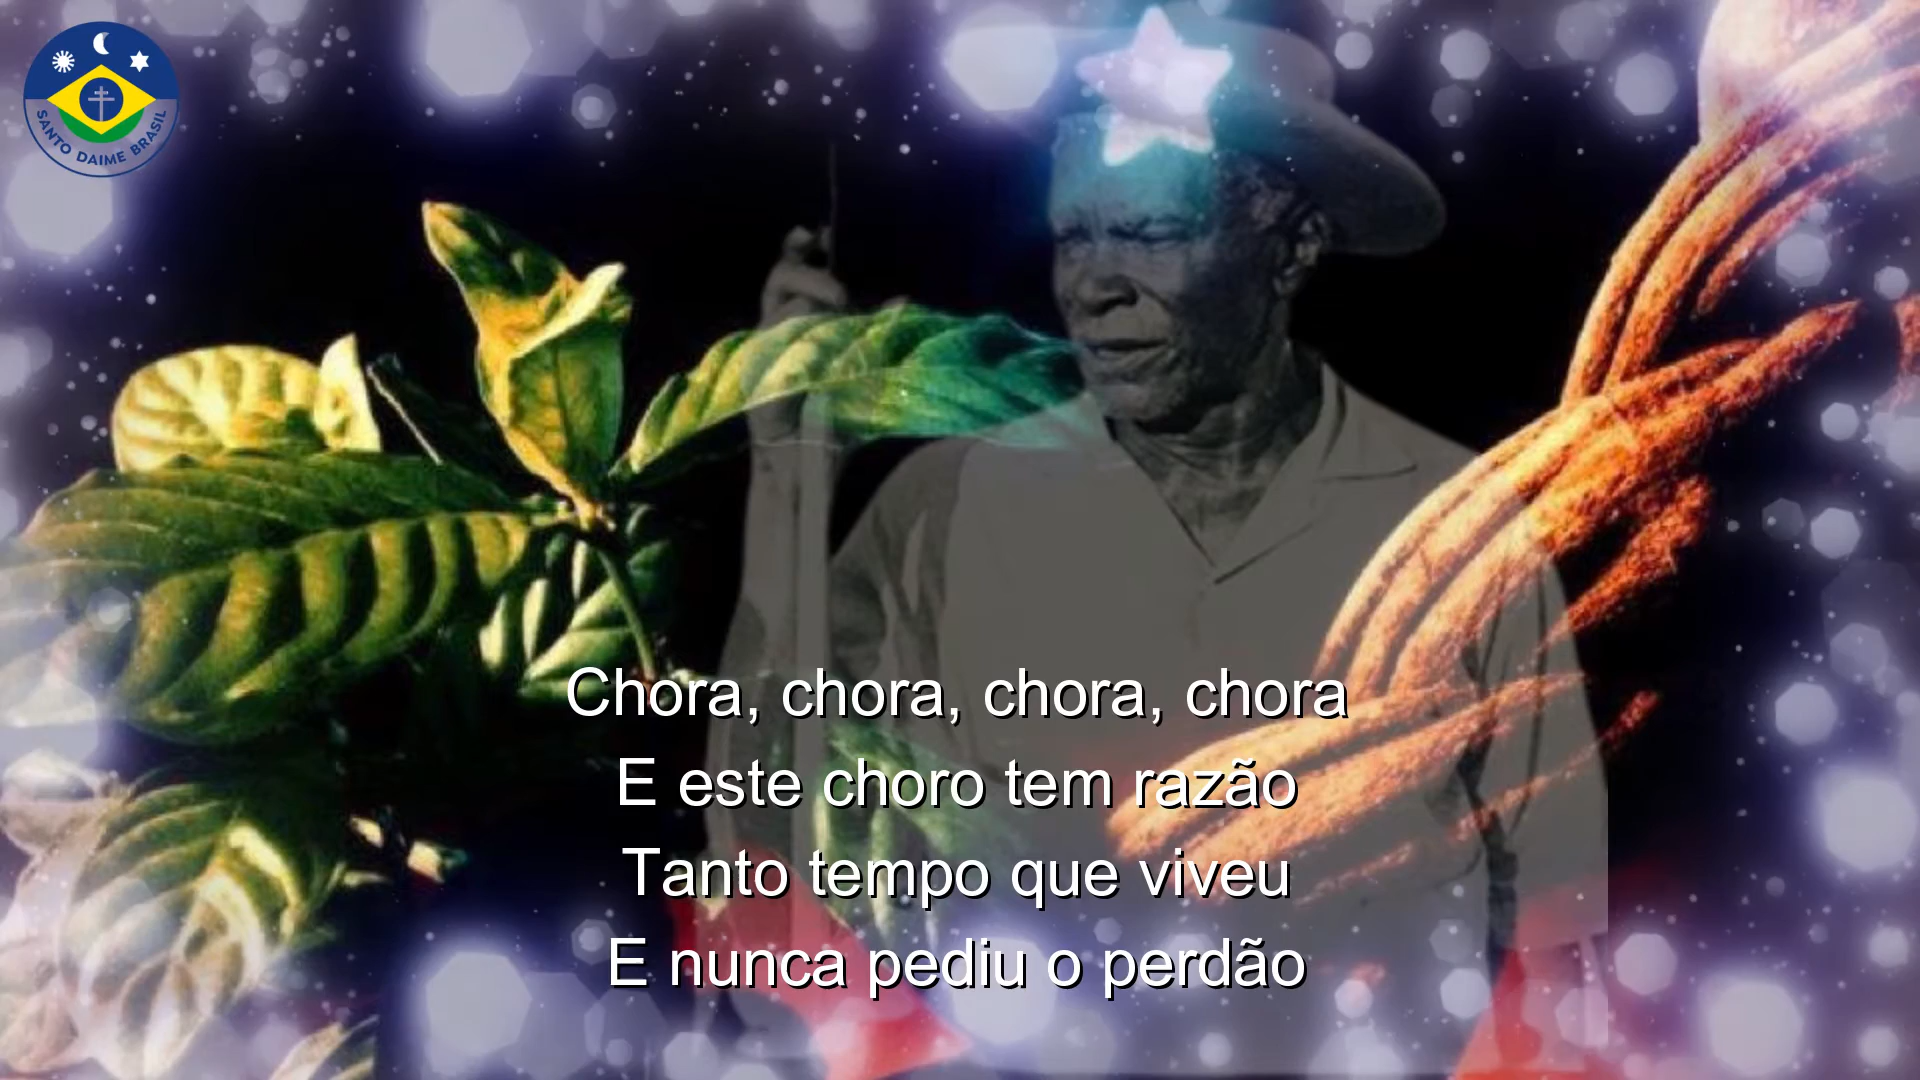 SANTO DAIME BRASIL
Chora, chora, chora, chora
E este choro tem razão
Tanto tempo que viveu
E nunca pediu o perdão